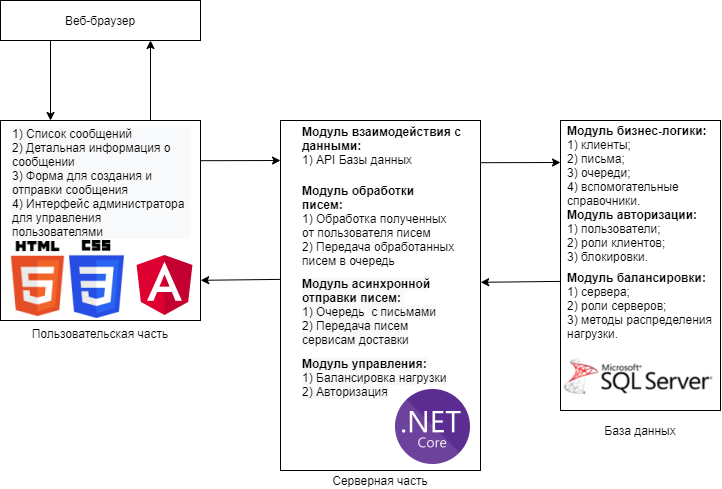 Веб-браузер
1) Список сообщений
2) Детальная информация о
сообщении
3) Форма для создания и
отправки сообщения
4) Интерфейс администратора
для управления
пользователями
HTML
CSS
5
3
A
Пользовательская часть
Модуль взаимодействия с
данными:
1) API Базы данных
Модуль обработки
писем:
1) Обработка полученных
от пользователя писем
2) Передача обработанных
писем в очередь
Модуль асинхронной
отправки писем:
1) Очередь с письмами
2) Передача писем
сервисам доставки
Модуль управления:
1) Балансировка нагрузки
2) Авторизация
.NET
Core
Серверная часть
Модуль бизнес-логики:
1) клиенты;
2) письма;
3) очереди;
4) вспомогательные
справочники.
Модуль авторизации:
1) пользователи;
2) роли клиентов;
3) блокировки.
Модуль балансировки:
1) сервера;
2) роли серверов;
3) методы распределения
нагрузки.
Microsoft®
SQL Server
База данных